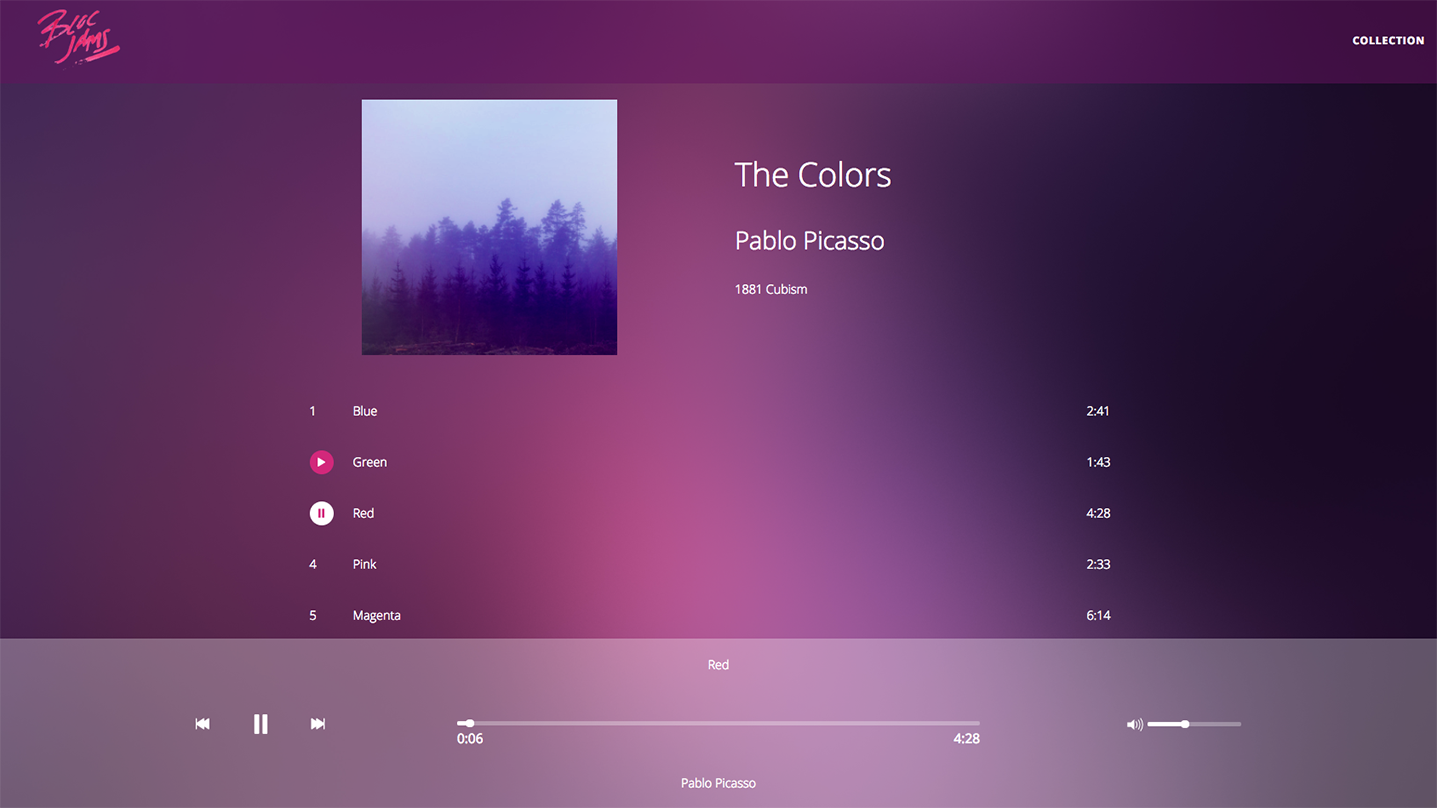 BLOC
JAMS
COLLECTION
The Colors
Pablo Picasso
1881 Cubism
1 Blue 2:41
Green 1:43
Red 4:28
4 Pink 2:33
5 Magenta 6:14
Red
0:06 4:28
Pablo Picasso